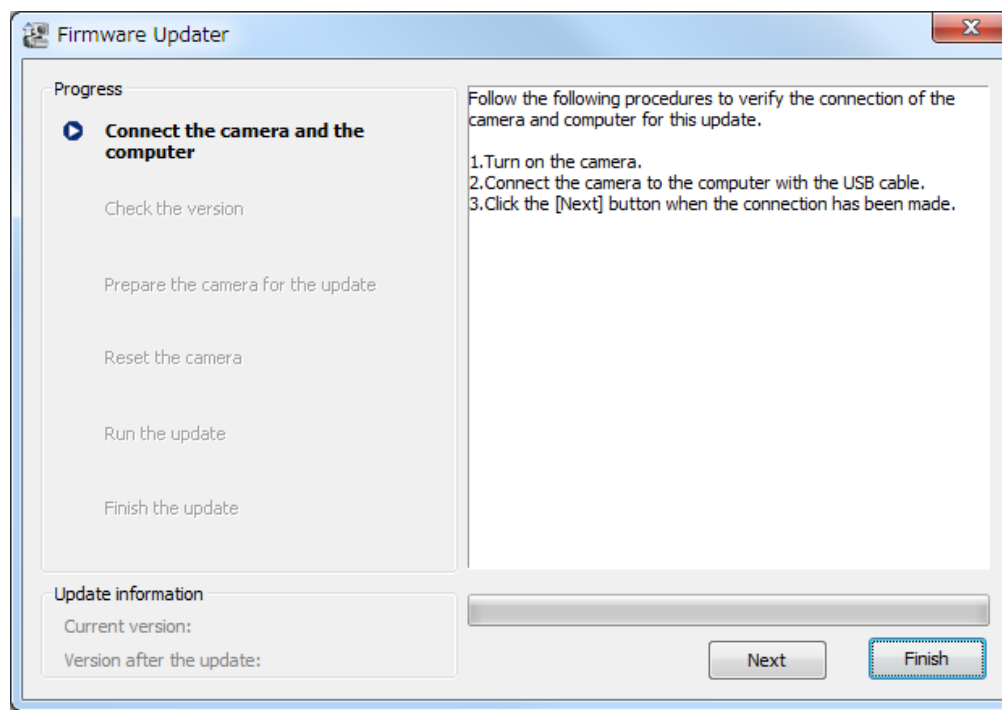 Firmware Updater
Progress
Connect the camera and the
computer
Check the version
Prepare the camera for the update
Reset the camera
Run the update
Finish the update
Follow the following procedures to verify the connection of the
camera and computer for this update.
1.Turn on the camera.
2.Connect the camera to the computer with the USB cable.
3.Click the [Next] button when the connection has been made.
Update information
Current version:
Version after the update:
Next
Finish